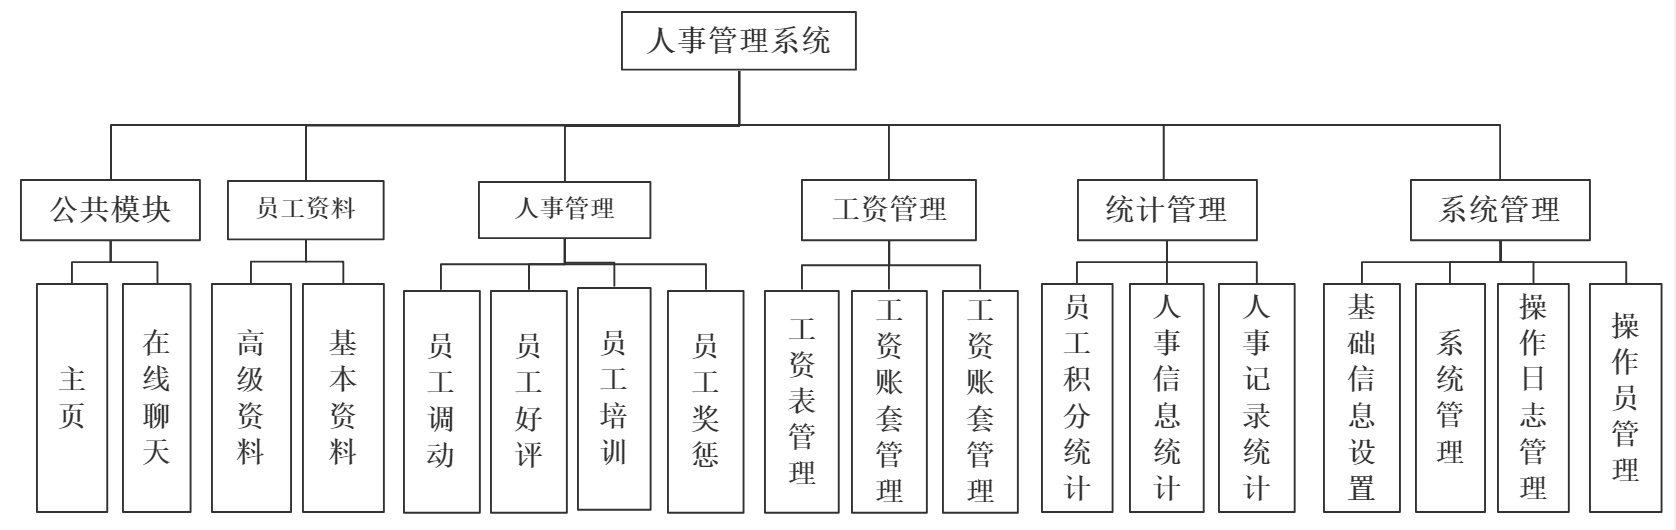 人事管理系统
公共模块
员工资料
人事管理
工资管理
统计管理
系统管理
主页
在线聊天
高级资料
基本资料
员工调动
员工好评
员工培训
员工奖惩
工资表管理
工资账套管理
工资账套管理
员工积分统计
人事信息统计
人事记录统计
基础信息设置
系统管理
操作日志管理
操作员管理